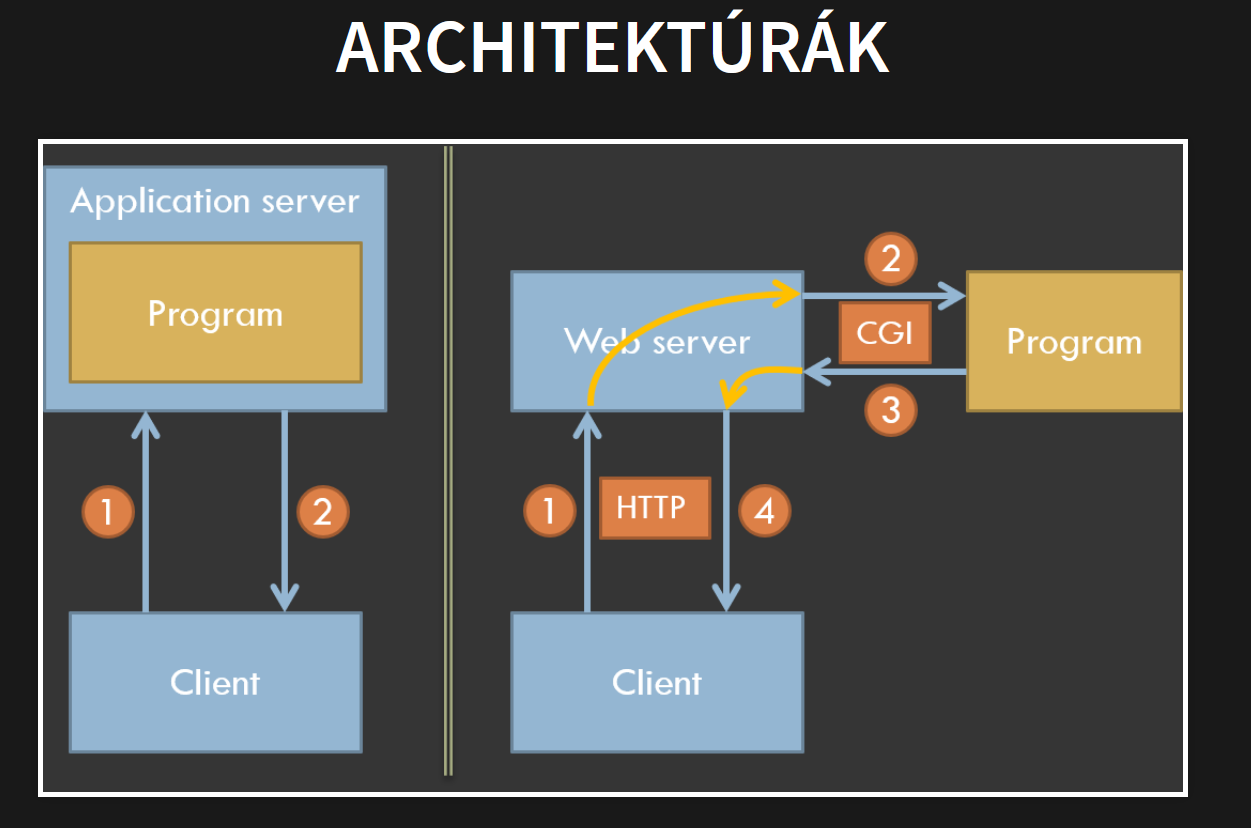 ARCHITEKTÚRÁK
Application server
Program
1
2
Client
2
Web server
CGI
Program
3
1
HTTP
4
Client